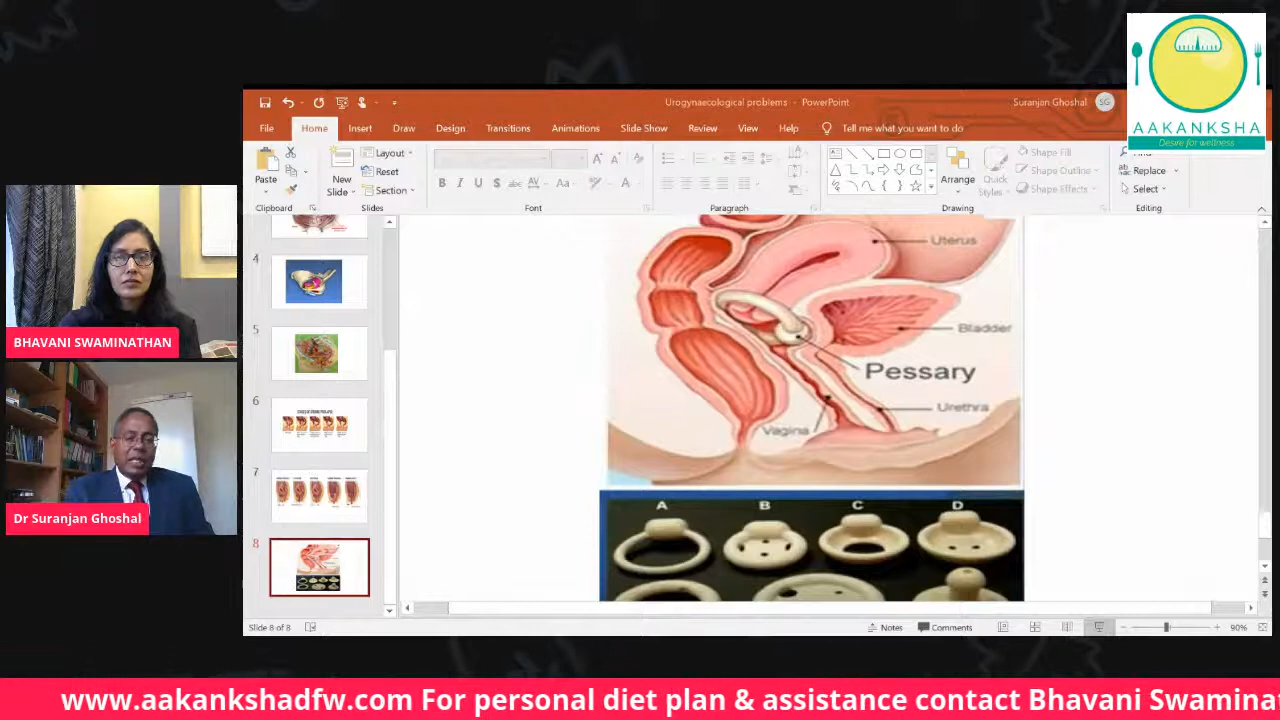 AAKANKSHA
Desire for wellness
Urogynaecological problems - PowerPoint
Suranjan Ghoshal
SG
File
Home
Insert
Draw
Design
Transitions
Animations
Slide Show
Review
View
Help
Tell me what you want to do
Paste
New
Slide
Layout
Reset
Section
B I U S abc AV Aa A
Arrange
Quick
Styles
Shape Fill
Shape Outline
Shape Effects
Replace
Select
Clipboard
Slides
Font
Paragraph
Drawing
Editing
BHAVANI SWAMINATHAN
Dr Suranjan Ghoshal
4
5
6
7
8
Uterus
Bladder
Pessary
Urethra
Vagina
A B C D
Slide 8 of 8
Notes
Comments
90%
www.aakankshadfw.com For personal diet plan & assistance contact Bhavani Swamina